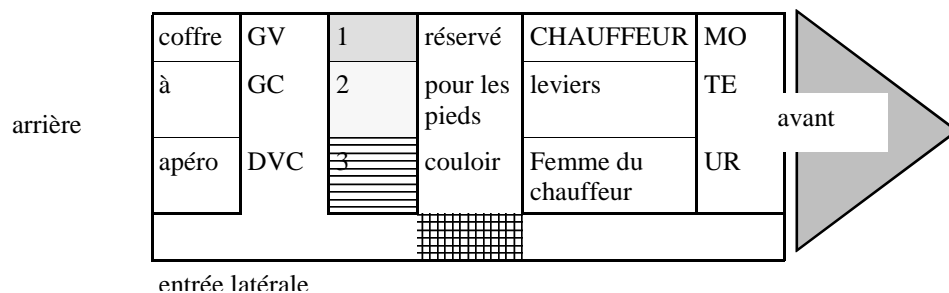 coffre GV 1 réservé CHAUFFEUR MO
à GC 2 pour les pieds leviers TE
arrière
avant
apéro DVC 3 couloir Femme du chauffeur UR
entrée latérale